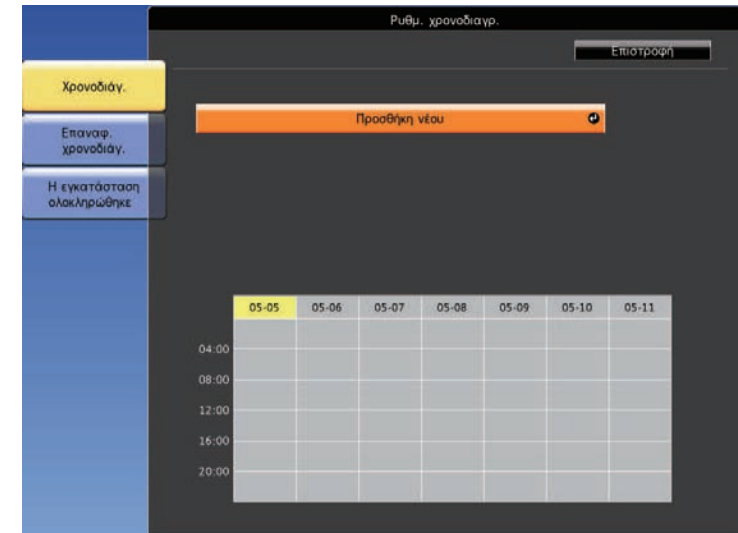 Ρυθμ. χρονοδιαγρ.
Επιστροφή
Χρονοδιάγ.
Επαναφ.
χρονοδιάγ.
Η εγκατάσταση
ολοκληρώθηκε
Προσθήκη νέου
05-05 05-06 05-07 05-08 05-09 05-10 05-11
04:00
08:00
12:00
16:00
20:00